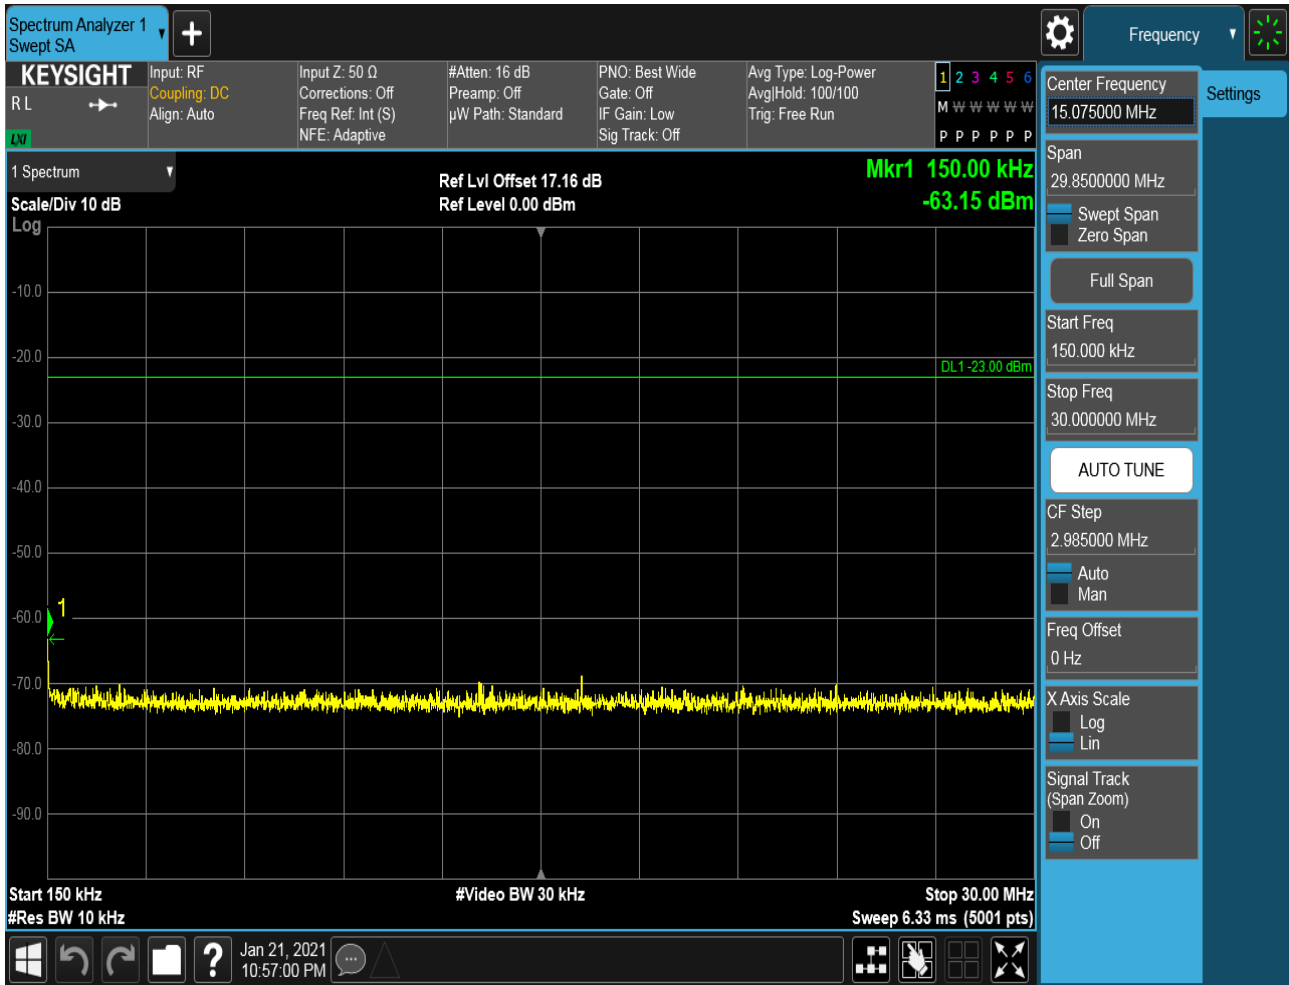 Spectrum Analyzer 1
Swept SA
+
Frequency
KEYSIGHT
R L
LXI
Input: RF
Coupling: DC
Align: Auto
Input Z: 50 Ω
Corrections: Off
Freq Ref: Int (S)
NFE: Adaptive
#Atten: 16 dB
Preamp: Off
µW Path: Standard
PNO: Best Wide
Gate: Off
IF Gain: Low
Sig Track: Off
Avg Type: Log-Power
Avg|Hold: 100/100
Trig: Free Run
1 2 3 4 5 6
M W W W W W
P P P P P P
1 Spectrum
Scale/Div 10 dB
Log
Ref Lvl Offset 17.16 dB
Ref Level 0.00 dBm
Mkr1 150.00 kHz
-63.15 dBm
-10.0
-20.0
DL1 -23.00 dBm
-30.0
-40.0
-50.0
-60.0
1
-70.0
-80.0
-90.0
Start 150 kHz
#Res BW 10 kHz
#Video BW 30 kHz
Stop 30.00 MHz
Sweep 6.33 ms (5001 pts)
Center Frequency
15.075000 MHz
Settings
Span
29.8500000 MHz
Swept Span
Zero Span
Full Span
Start Freq
150.000 kHz
Stop Freq
30.000000 MHz
AUTO TUNE
CF Step
2.985000 MHz
Auto
Man
Freq Offset
0 Hz
X Axis Scale
Log
Lin
Signal Track
(Span Zoom)
On
Off
?
Jan 21, 2021
10:57:00 PM